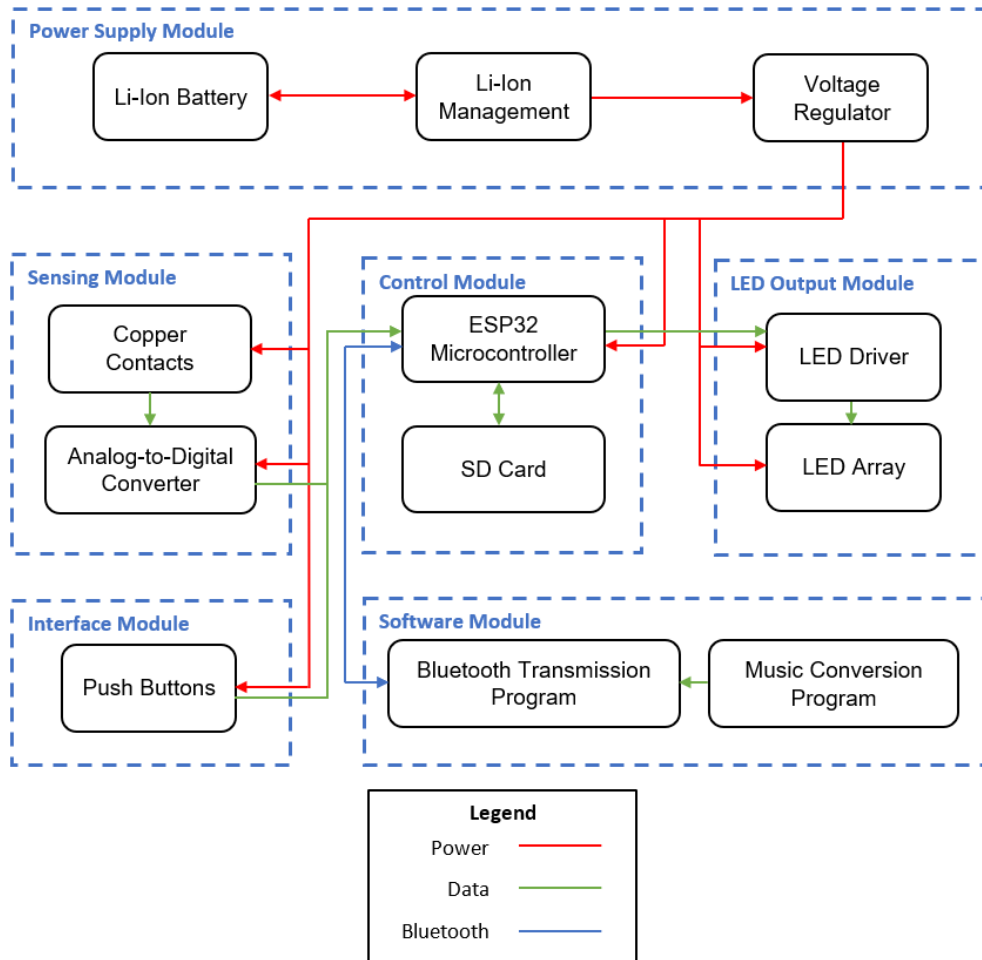 Power Supply Module
Li-Ion Battery
Li-Ion
Management
Voltage
Regulator
Sensing Module
Copper
Contacts
Analog-to-Digital
Converter
Control Module
ESP32
Microcontroller
SD Card
LED Output Module
LED Driver
LED Array
Interface Module
Push Buttons
Software Module
Bluetooth Transmission
Program
Music Conversion
Program
Legend
Power
Data
Bluetooth